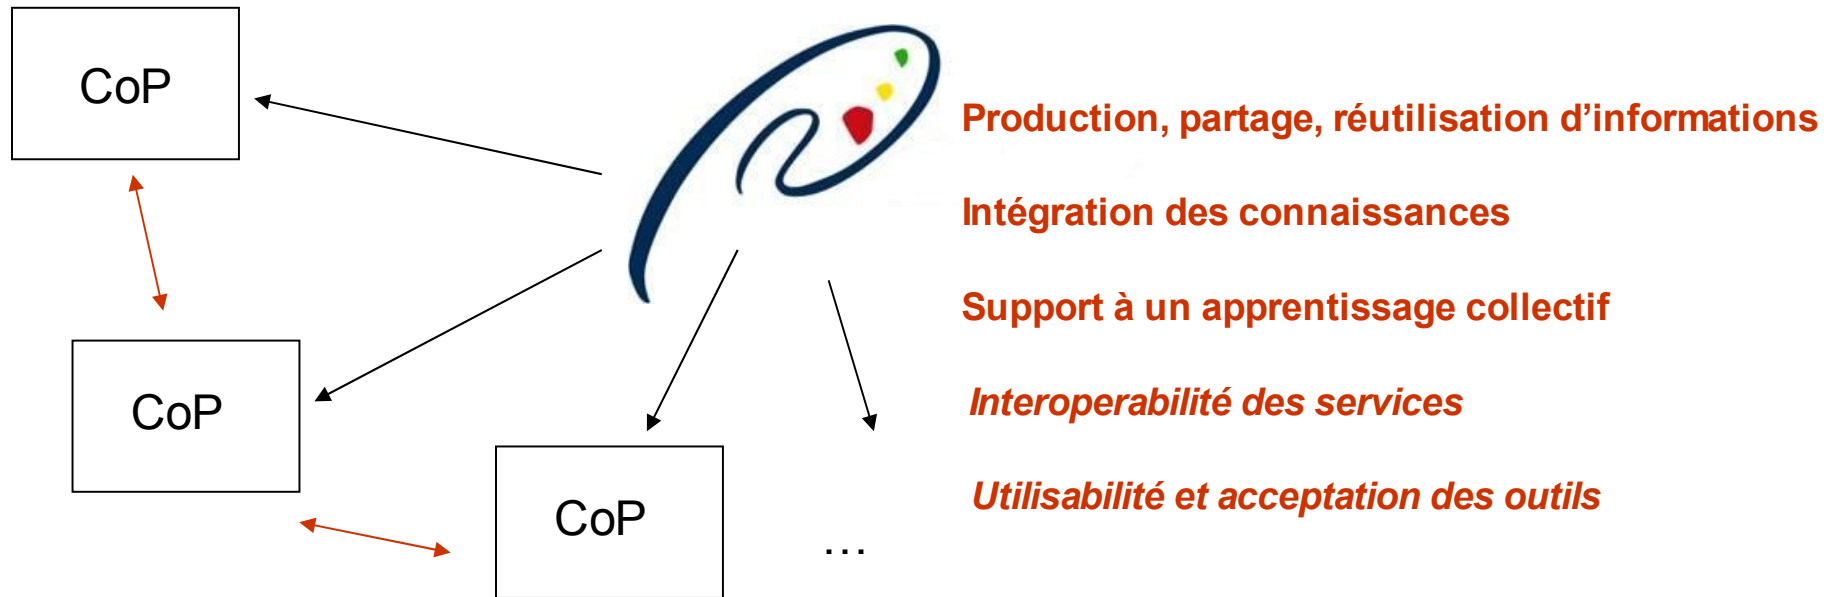 CoP
Production, partage, réutilisation d’informations
Intégration des connaissances
Support à un apprentissage collectif
CoP
Interoperabilité des services
Utilisabilité et acceptation des outils
CoP
...